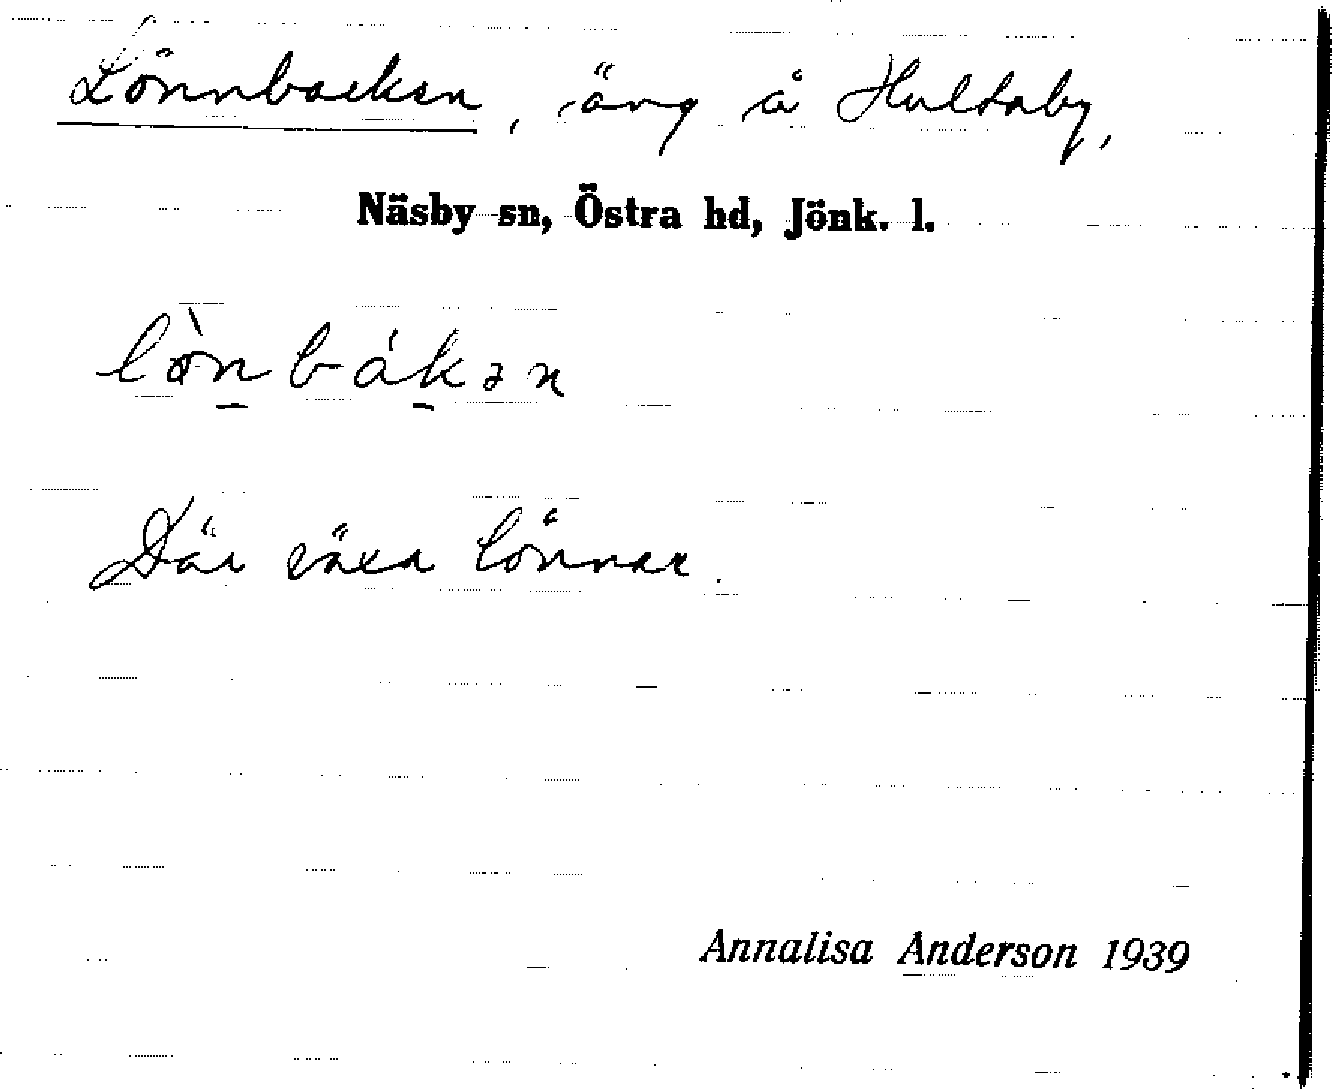 Lönnbacken, äng å Hultaby,
Näsby sn, Östra hd, Jönk. l.
lònbákən
Där växa lönnar.
Annalisa Anderson 1939